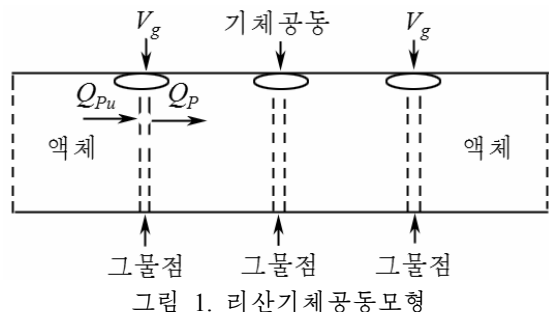 V_g 기체공동 V_g
Q_Pu Q_P
액체 액체
그물점 그물점 그물점
그림 1. 리산기체공동모형